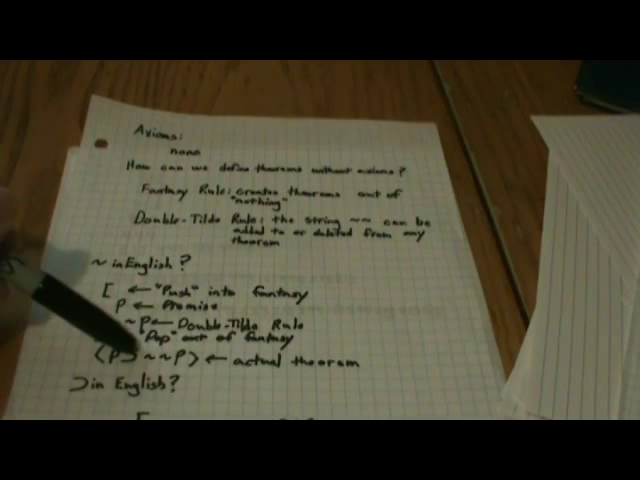 Axioms:
none
How can we define theorems without axioms?
Fantasy Rule: creates theorems out of
"nothing"
Double-Tilde Rule: the string ~~ can be
added to or deleted from any
theorem
~ in English?
[ ← "Push" into fantasy
P ← Premise
~P ← Double-Tilde Rule
"Pop" out of fantasy
<P⊃~~P> ← actual theorem
⊃ in English?
[